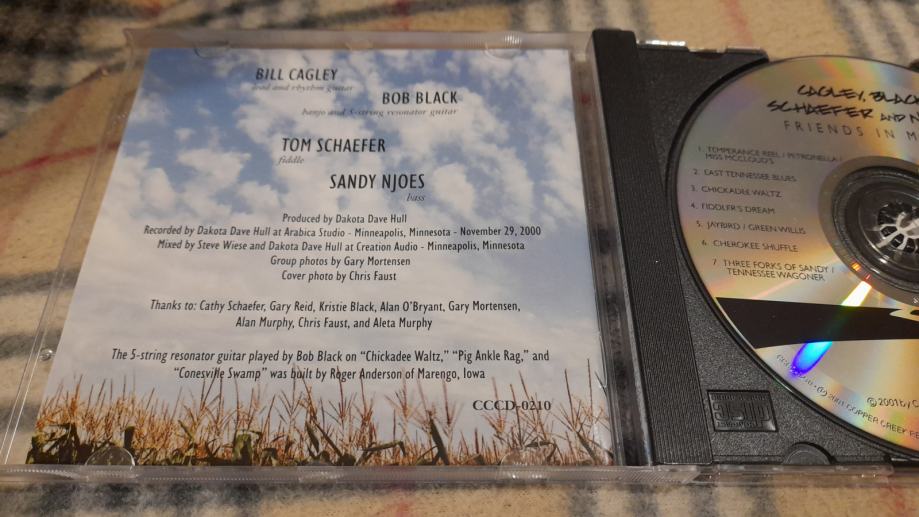 BILL CAGLEY
lead and rhythm guitar
BOB BLACK
banjo and 5-string resonator guitar
TOM SCHAEFER
fiddle
SANDY NJOES
bass
Produced by Dakota Dave Hull
Recorded by Dakota Dave Hull at Arabica Studio - Minneapolis, Minnesota - November 29, 2000
Mixed by Steve Wiese and Dakota Dave Hull at Creation Audio - Minneapolis, Minnesota
Group photos by Gary Mortensen
Cover photo by Chris Faust
Thanks to: Cathy Schaefer, Gary Reid, Kristie Black, Alan O'Bryant, Gary Mortensen,
Alan Murphy, Chris Faust, and Aleta Murphy
The 5-string resonator guitar played by Bob Black on "Chickadee Waltz," "Pig Ankle Rag," and
"Conesville Swamp" was built by Roger Anderson of Marengo, Iowa
CCCD-0210
CAGLEY, BLACK
SCHAEFER AND N
FRIENDS IN M
1. TEMPERANCE REEL / PETRONELLA /
MISS MCCLOUD'S
2. EAST TENNESSEE BLUES
3. CHICKADEE WALTZ
4. FIDDLER'S DREAM
5. JAYBIRD / GREEN WILLIS
6. CHEROKEE SHUFFLE
7. THREE FORKS OF SANDY /
TENNESSEE WAGONER
℗ 2001 COPPER CREEK RE
© 2001 by C